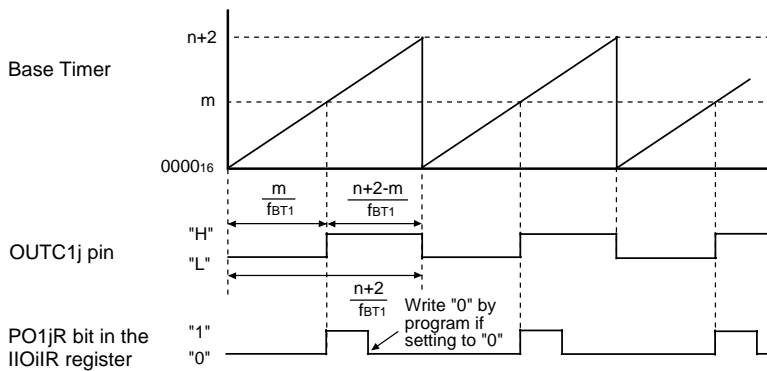 n+2
Base Timer
m
0000₁₆
m
fBT1
n+2-m
fBT1
"H"
OUTC1j pin
"L"
n+2
fBT1
Write "0" by
program if
setting to "0"
PO1jR bit in the
IIOiIR register
"1"
"0"